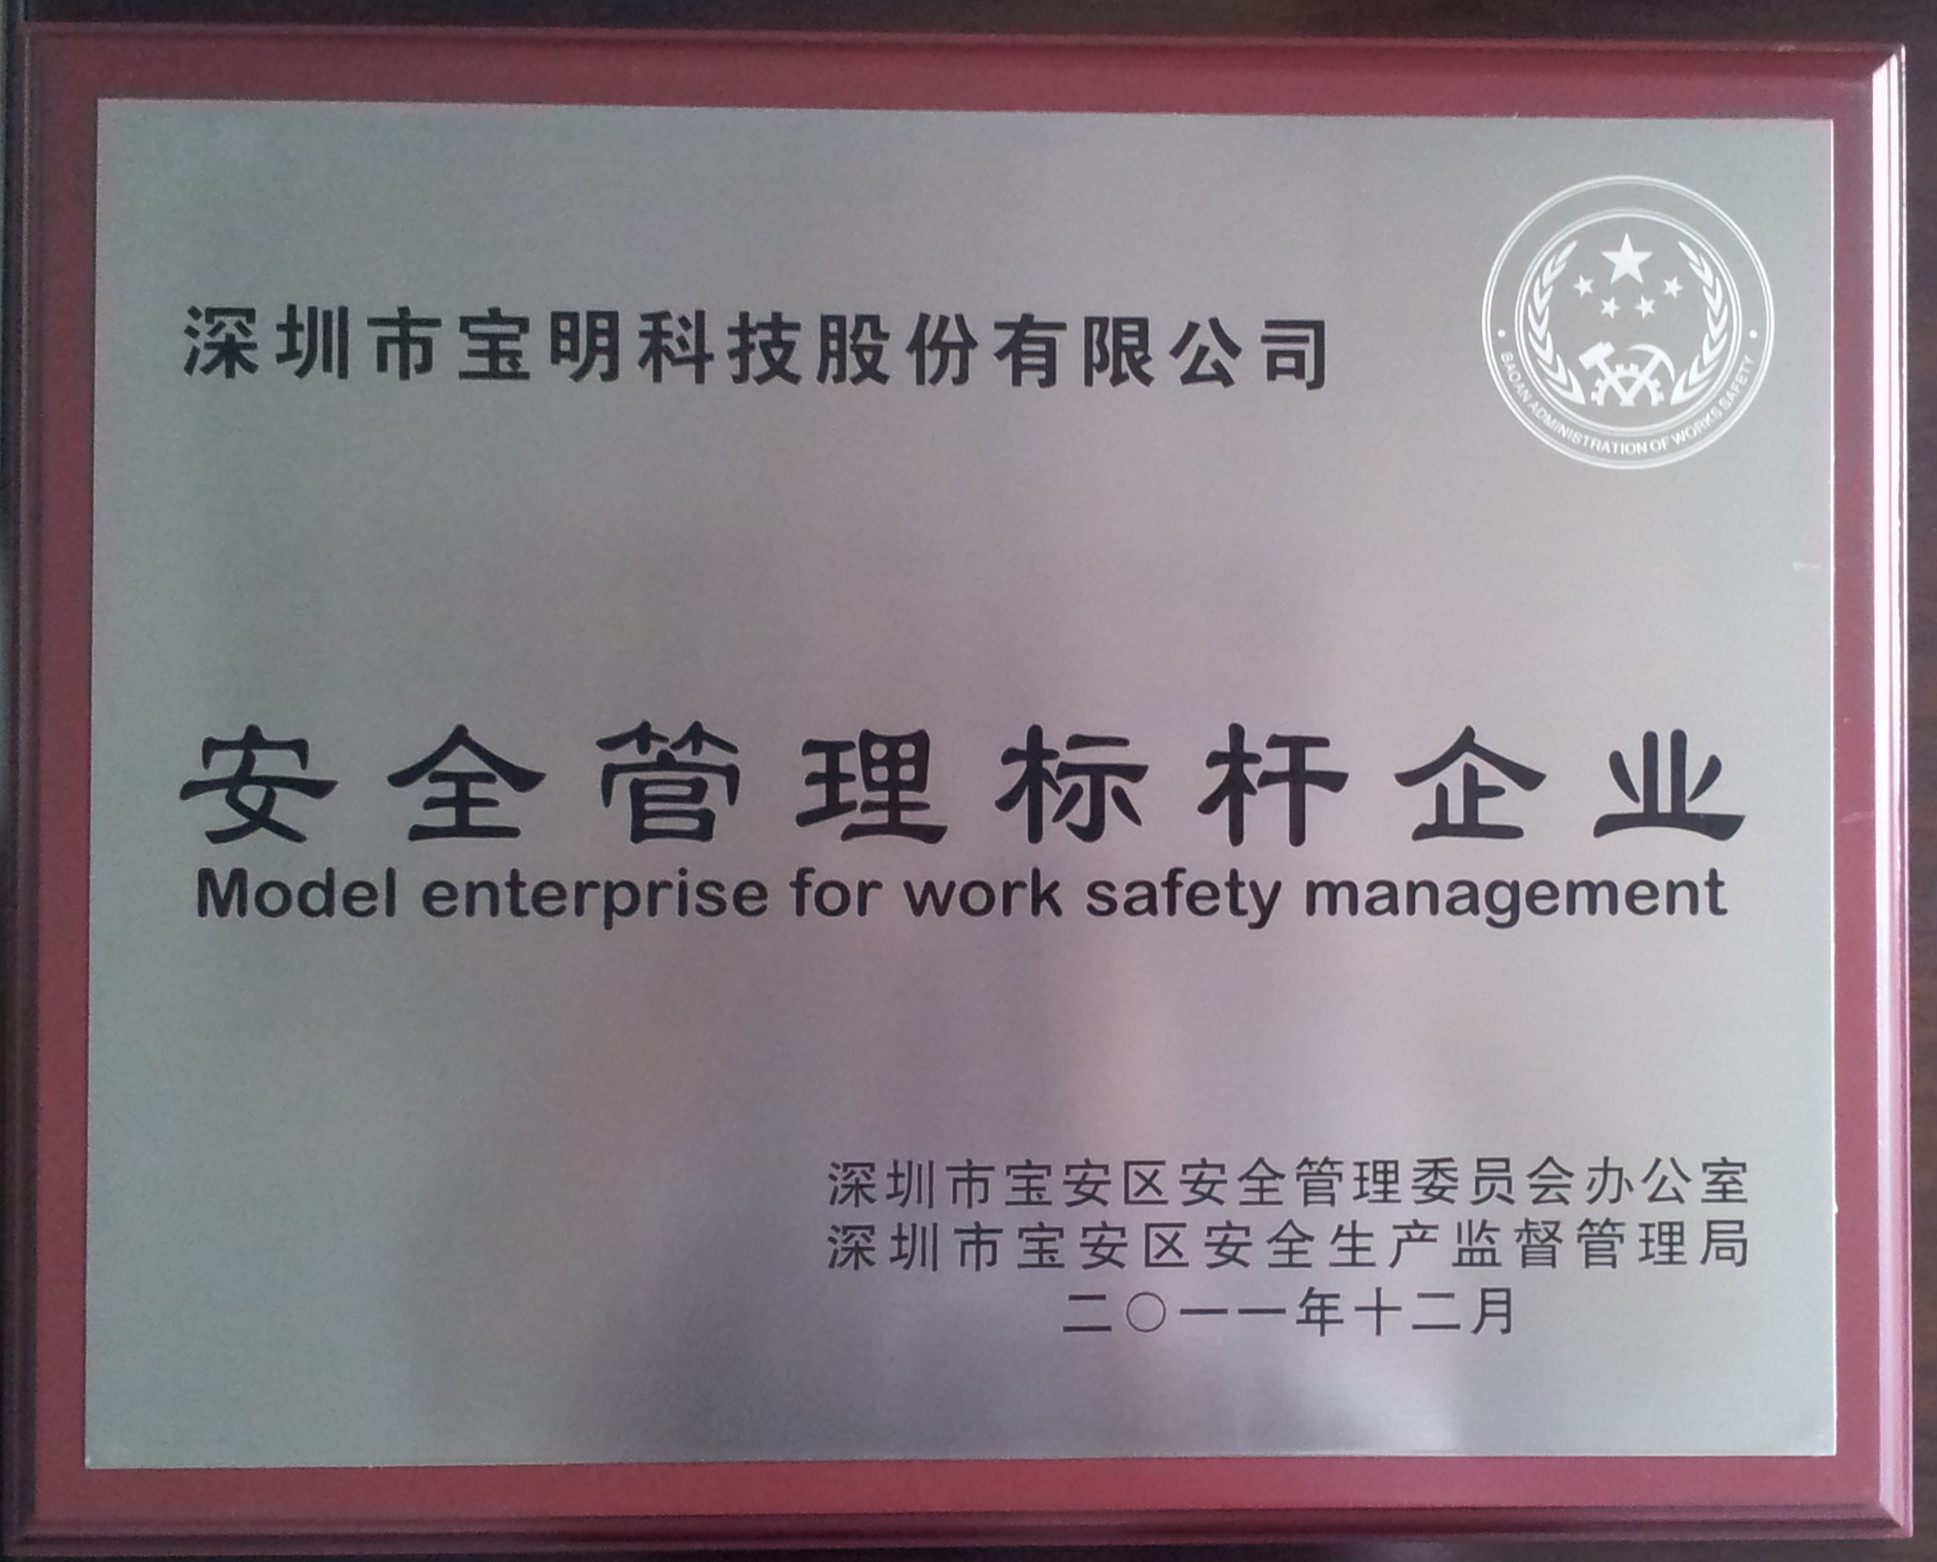 深圳市宝明科技股份有限公司
BAOAN ADMINISTRATION OF WORKS SAFETY
安全管理标杆企业
Model enterprise for work safety management
深圳市宝安区安全管理委员会办公室
深圳市宝安区安全生产监督管理局
二〇一一年十二月